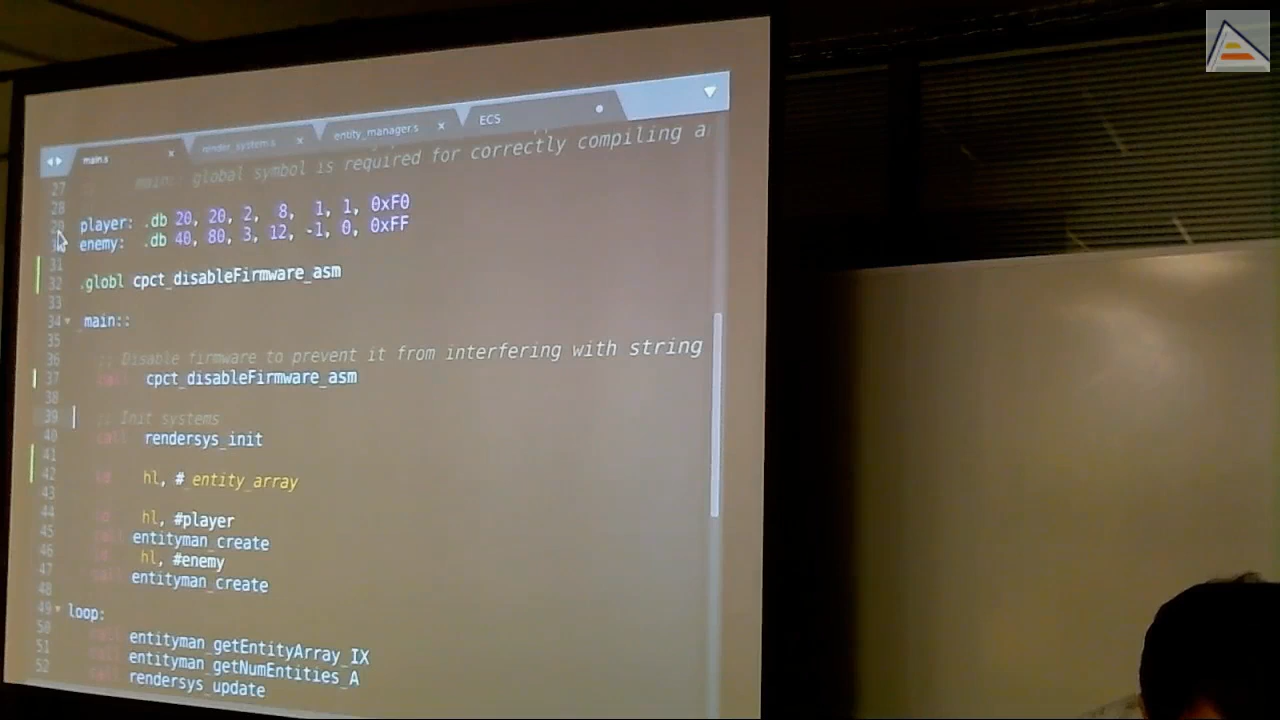 main.s × render_system.s × entity_manager.s × ECS
27 main: global symbol is required for correctly compiling a
28
29 player: .db 20, 20, 2, 8, 1, 1, 0xF0
30 enemy: .db 40, 80, 3, 12, -1, 0, 0xFF
31
32 .globl cpct_disableFirmware_asm
33
34 _main::
35
36 ;; Disable firmware to prevent it from interfering with string
37 call cpct_disableFirmware_asm
38
39 ;; Init systems
40 call rendersys_init
41
42 ld hl, #_entity_array
43
44 ld hl, #player
45 call entityman_create
46 ld hl, #enemy
47 call entityman_create
48
49 loop:
50 call entityman_getEntityArray_IX
51 call entityman_getNumEntities_A
52 call rendersys_update